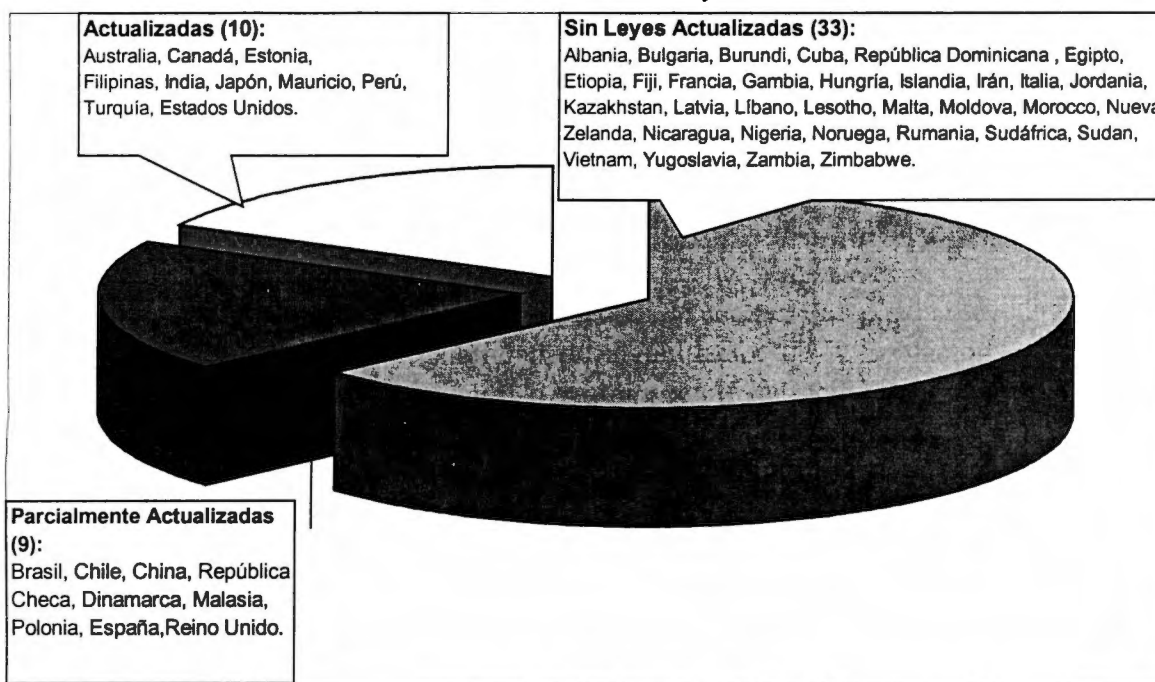 Actualizadas (10):
Australia, Canadá, Estonia,
Filipinas, India, Japón, Mauricio, Perú,
Turquía, Estados Unidos.
Sin Leyes Actualizadas (33):
Albania, Bulgaria, Burundi, Cuba, República Dominicana , Egipto,
Etiopia, Fiji, Francia, Gambia, Hungría, Islandia, Irán, Italia, Jordania,
Kazakhstan, Latvia, Líbano, Lesotho, Malta, Moldova, Morocco, Nueva
Zelanda, Nicaragua, Nigeria, Noruega, Rumania, Sudáfrica, Sudan,
Vietnam, Yugoslavia, Zambia, Zimbabwe.
Parcialmente Actualizadas
(9):
Brasil, Chile, China, República
Checa, Dinamarca, Malasia,
Polonia, España,Reino Unido.